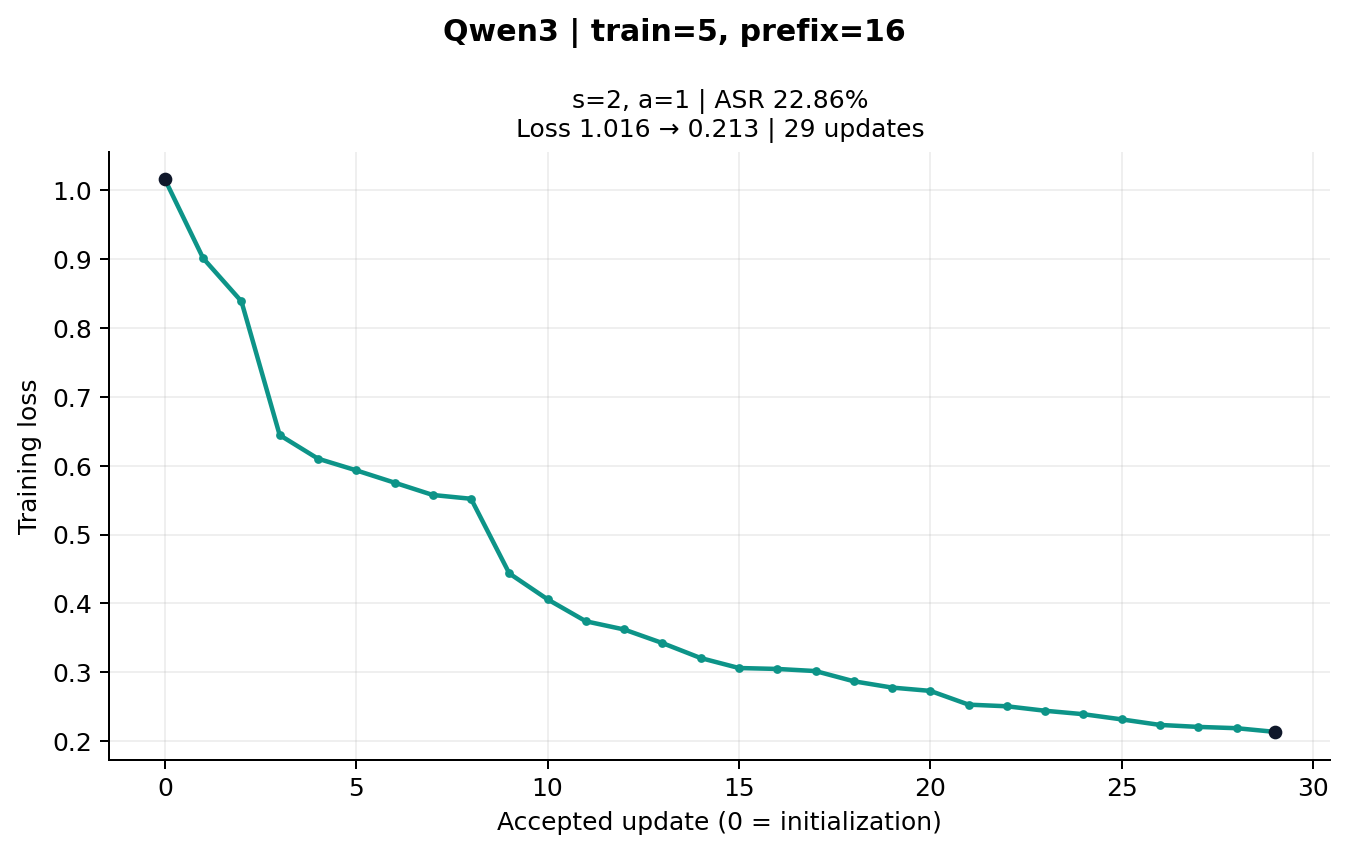 Qwen3 | train=5, prefix=16
s=2, a=1 | ASR 22.86%
Loss 1.016 → 0.213 | 29 updates
1.0
0.9
0.8
0.7
0.6
0.5
0.4
0.3
0.2
Training loss
0 5 10 15 20 25 30
Accepted update (0 = initialization)